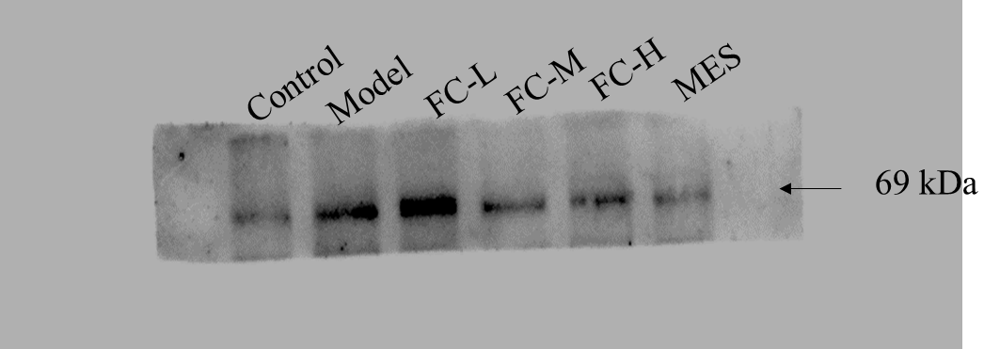 Control
Model
FC-L
FC-M
FC-H
MES
69 kDa